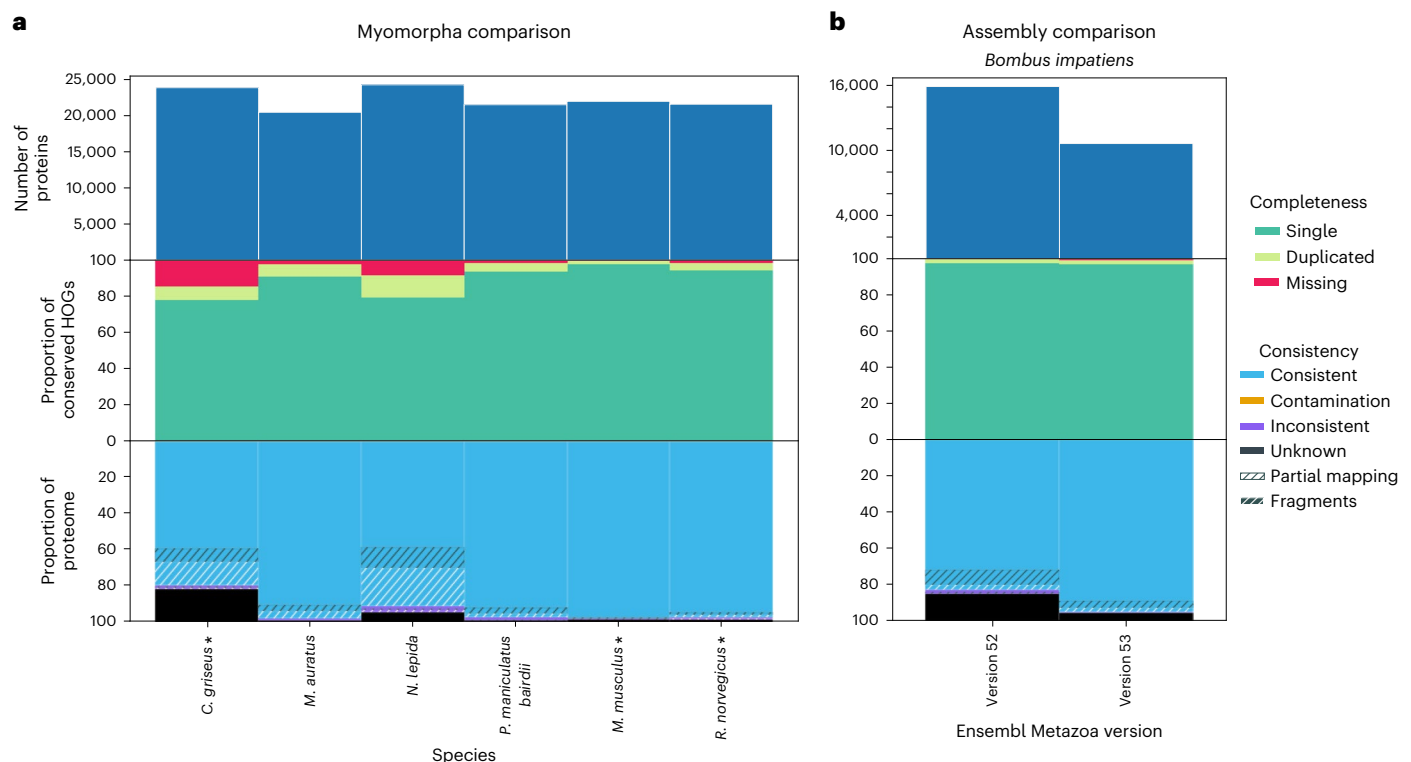 a
Myomorpha comparison
Number of
proteins
25,000
20,000
15,000
10,000
5,000
Proportion of
conserved HOGs
100
80
60
40
20
0
Proportion of
proteome
20
40
60
80
100
C. griseus *
M. auratus
N. lepida
P. maniculatus
bairdii
M. musculus *
R. norvegicus *
Species
b
Assembly comparison
Bombus impatiens
16,000
10,000
4,000
100
80
60
40
20
0
20
40
60
80
100
Version 52
Version 53
Ensembl Metazoa version
Completeness
Single
Duplicated
Missing
Consistency
Consistent
Contamination
Inconsistent
Unknown
Partial mapping
Fragments